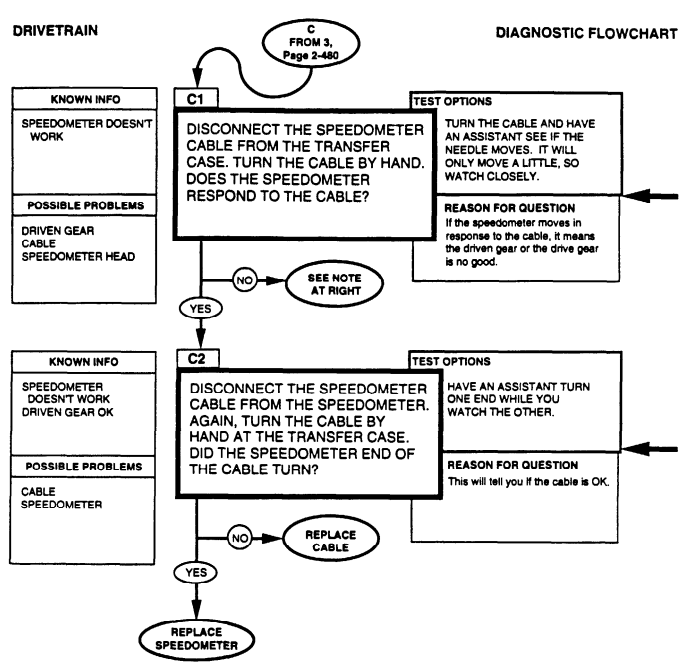 DRIVETRAIN
DIAGNOSTIC FLOWCHART
C
FROM 3,
Page 2-480
KNOWN INFO
SPEEDOMETER DOESN'T
WORK
POSSIBLE PROBLEMS
DRIVEN GEAR
CABLE
SPEEDOMETER HEAD
C1
DISCONNECT THE SPEEDOMETER
CABLE FROM THE TRANSFER
CASE. TURN THE CABLE BY HAND.
DOES THE SPEEDOMETER
RESPOND TO THE CABLE?
TEST OPTIONS
TURN THE CABLE AND HAVE
AN ASSISTANT SEE IF THE
NEEDLE MOVES. IT WILL
ONLY MOVE A LITTLE, SO
WATCH CLOSELY.
REASON FOR QUESTION
If the speedometer moves in
response to the cable, it means
the driven gear or the drive gear
is no good.
NO
SEE NOTE
AT RIGHT
YES
KNOWN INFO
SPEEDOMETER
DOESN'T WORK
DRIVEN GEAR OK
POSSIBLE PROBLEMS
CABLE
SPEEDOMETER
C2
DISCONNECT THE SPEEDOMETER
CABLE FROM THE SPEEDOMETER.
AGAIN, TURN THE CABLE BY
HAND AT THE TRANSFER CASE.
DID THE SPEEDOMETER END OF
THE CABLE TURN?
TEST OPTIONS
HAVE AN ASSISTANT TURN
ONE END WHILE YOU
WATCH THE OTHER.
REASON FOR QUESTION
This will tell you if the cable is OK.
NO
REPLACE
CABLE
YES
REPLACE
SPEEDOMETER